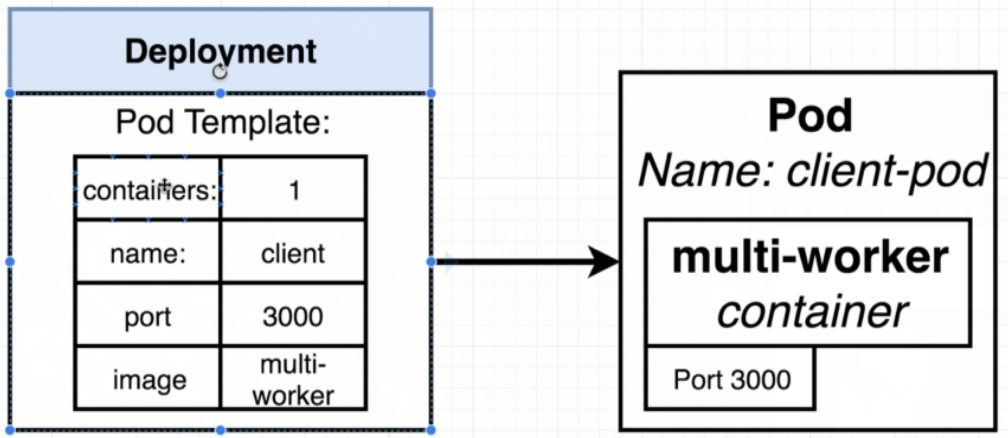 Deployment
Pod Template:
containers: 1
name: client
port 3000
image multi-
worker
Pod
Name: client-pod
multi-worker
container
Port 3000